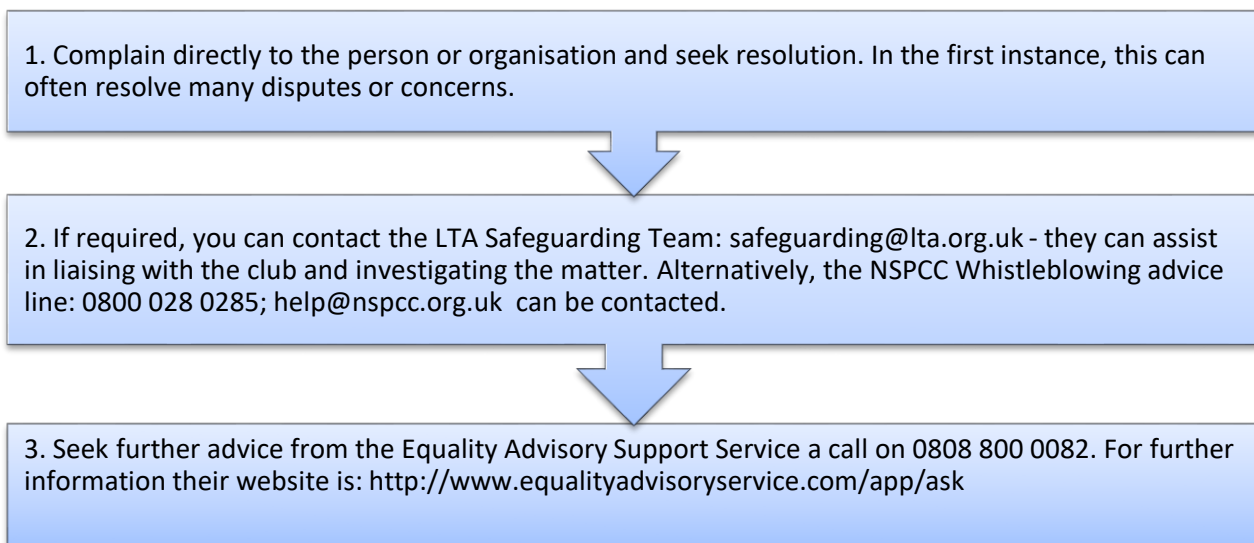 1. Complain directly to the person or organisation and seek resolution. In the first instance, this can
often resolve many disputes or concerns.
2. If required, you can contact the LTA Safeguarding Team: safeguarding@lta.org.uk - they can assist
in liaising with the club and investigating the matter. Alternatively, the NSPCC Whistleblowing advice
line: 0800 028 0285; help@nspcc.org.uk  can be contacted.
3. Seek further advice from the Equality Advisory Support Service a call on 0808 800 0082. For further
information their website is: http://www.equalityadvisoryservice.com/app/ask